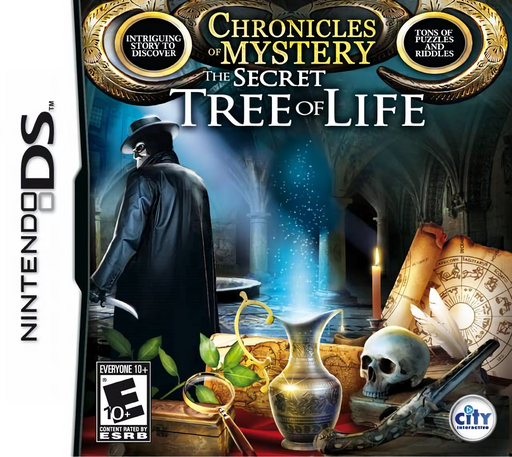 NINTENDO DS™
INTRIGUING
STORY TO
DISCOVER
CHRONICLES
OF MYSTERY
THE SECRET
TREE OF LIFE
TONS OF
PUZZLES
AND
RIDDLES
EVERYONE 10+
E
10+
®
CONTENT RATED BY
ESRB
CITY
interactive